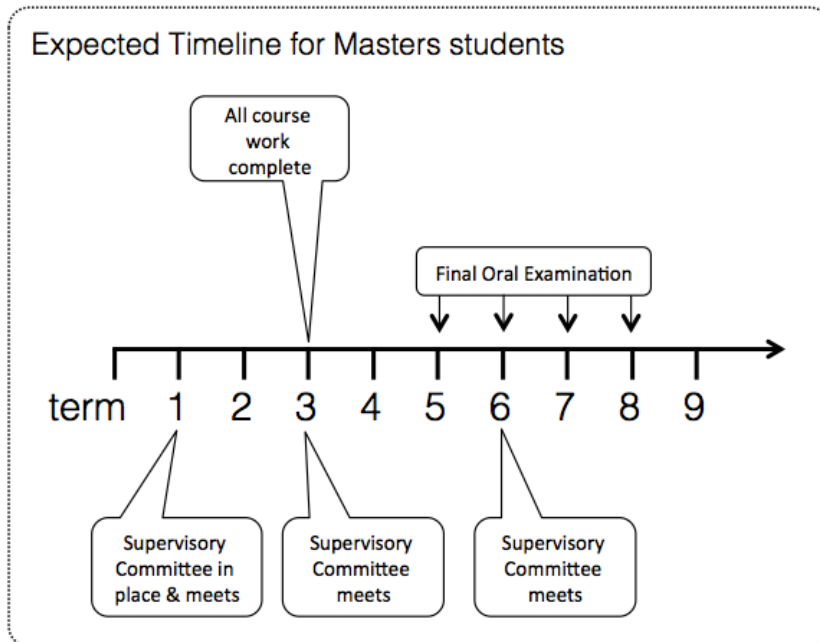 Expected Timeline for Masters students
All course
work
complete
Final Oral Examination
term 1 2 3 4 5 6 7 8 9
Supervisory
Committee in
place & meets
Supervisory
Committee
meets
Supervisory
Committee
meets